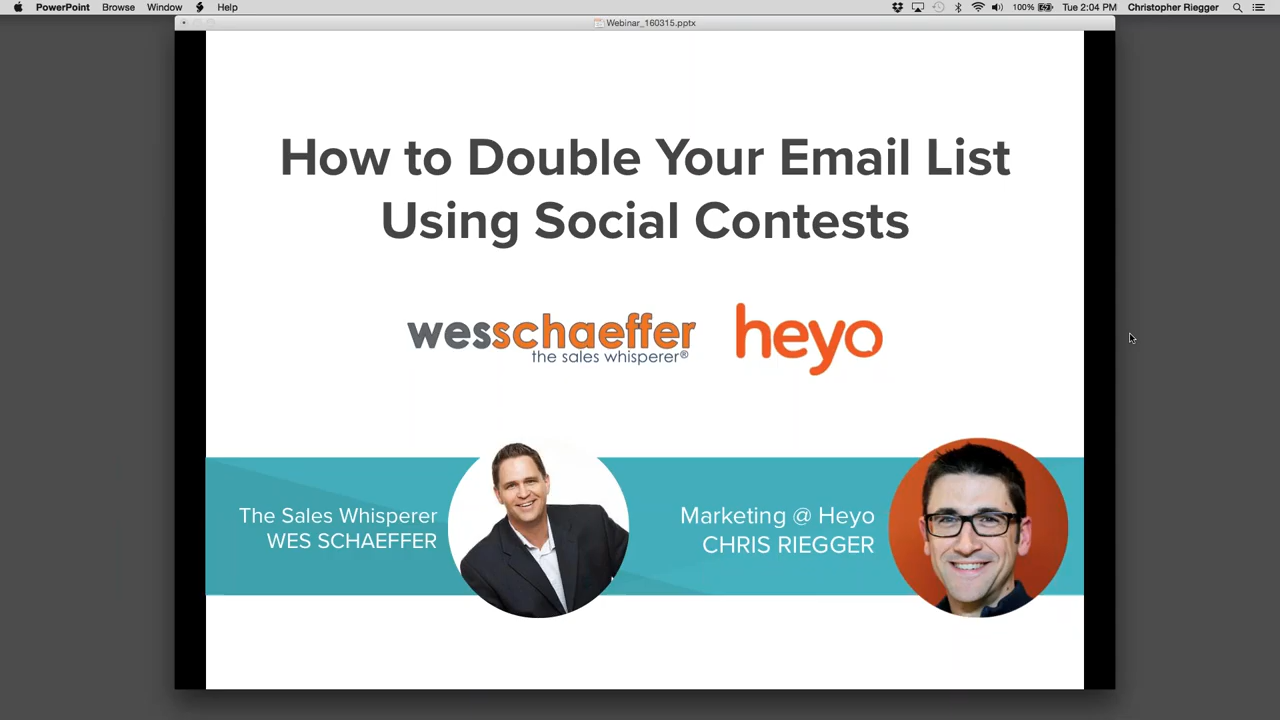 PowerPoint Browse Window Help 100% Tue 2:04 PM Christopher Riegger
Webinar_160315.pptx
How to Double Your Email List
Using Social Contests
wesschaeffer
the sales whisperer®
heyo
The Sales Whisperer
WES SCHAEFFER
Marketing @ Heyo
CHRIS RIEGGER